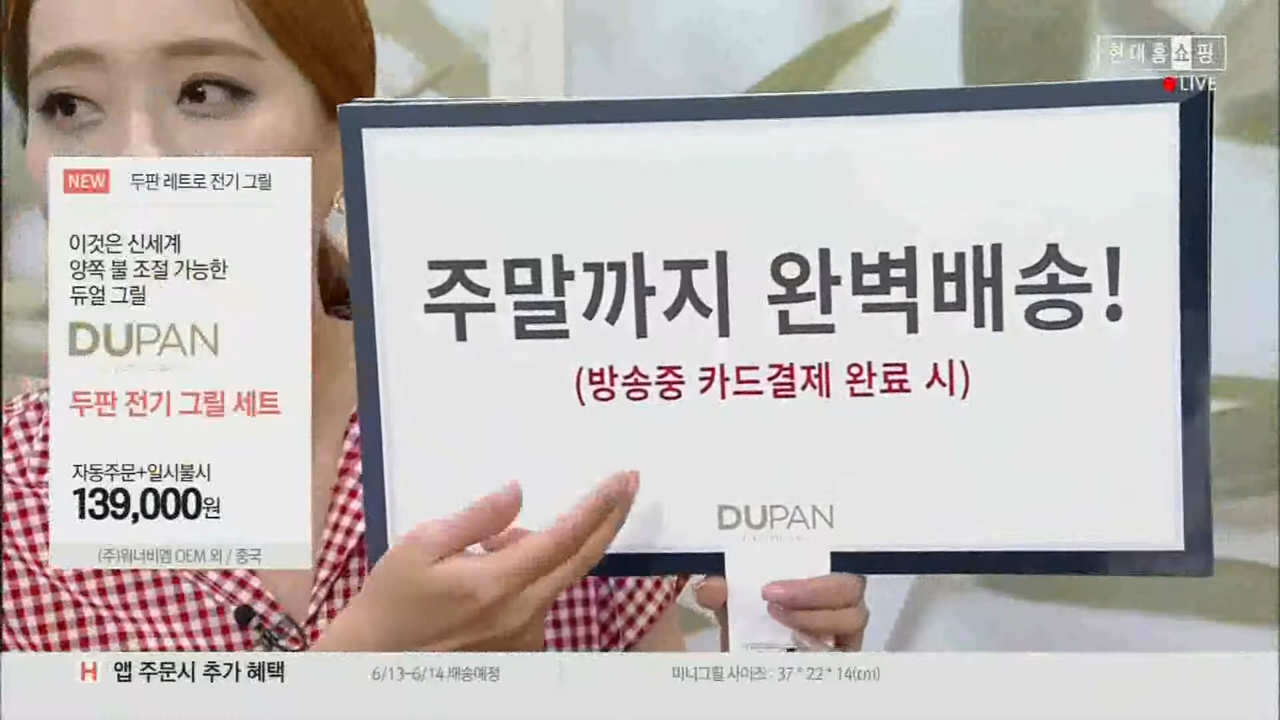 현대홈쇼핑
LIVE
NEW 두판 레트로 전기 그릴
이것은 신세계
양쪽 불 조절 가능한
듀얼 그릴
DUPAN
두판 전기 그릴 세트
자동주문+일시불시
139,000원
(주)워너비엠 OEM 외 / 중국
주말까지 완벽배송!
(방송중 카드결제 완료 시)
DUPAN
H 앱 주문시 추가 혜택
6/13~6/14 배송예정
미니그릴 사이즈 : 37 * 22 * 14(cm)